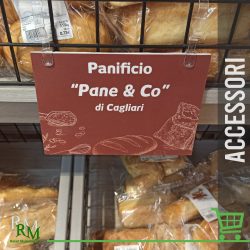 Panificio
"Pane & Co"
di Cagliari
ACCESSORI
RM